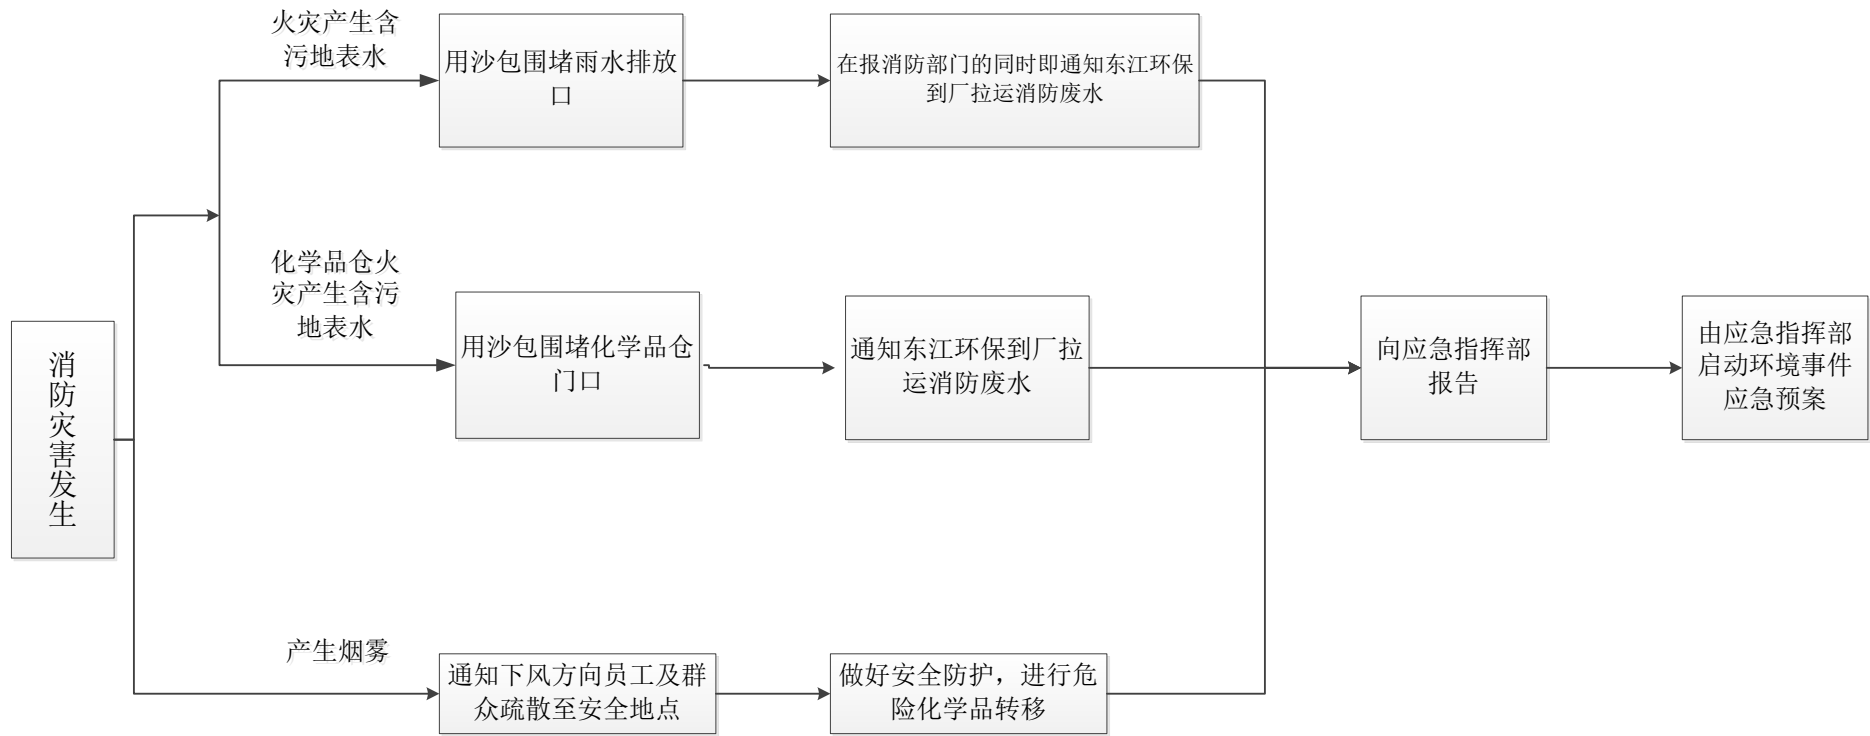 火灾产生含
污地表水
用沙包围堵雨水排放
口
在报消防部门的同时即通知东江环保
到厂拉运消防废水
化学品仓火
灾产生含污
地表水
用沙包围堵化学品仓
门口
通知东江环保到厂拉
运消防废水
向应急指挥部
报告
由应急指挥部
启动环境事件
应急预案
消
防
灾
害
发
生
产生烟雾
通知下风方向员工及群
众疏散至安全地点
做好安全防护，进行危
险化学品转移